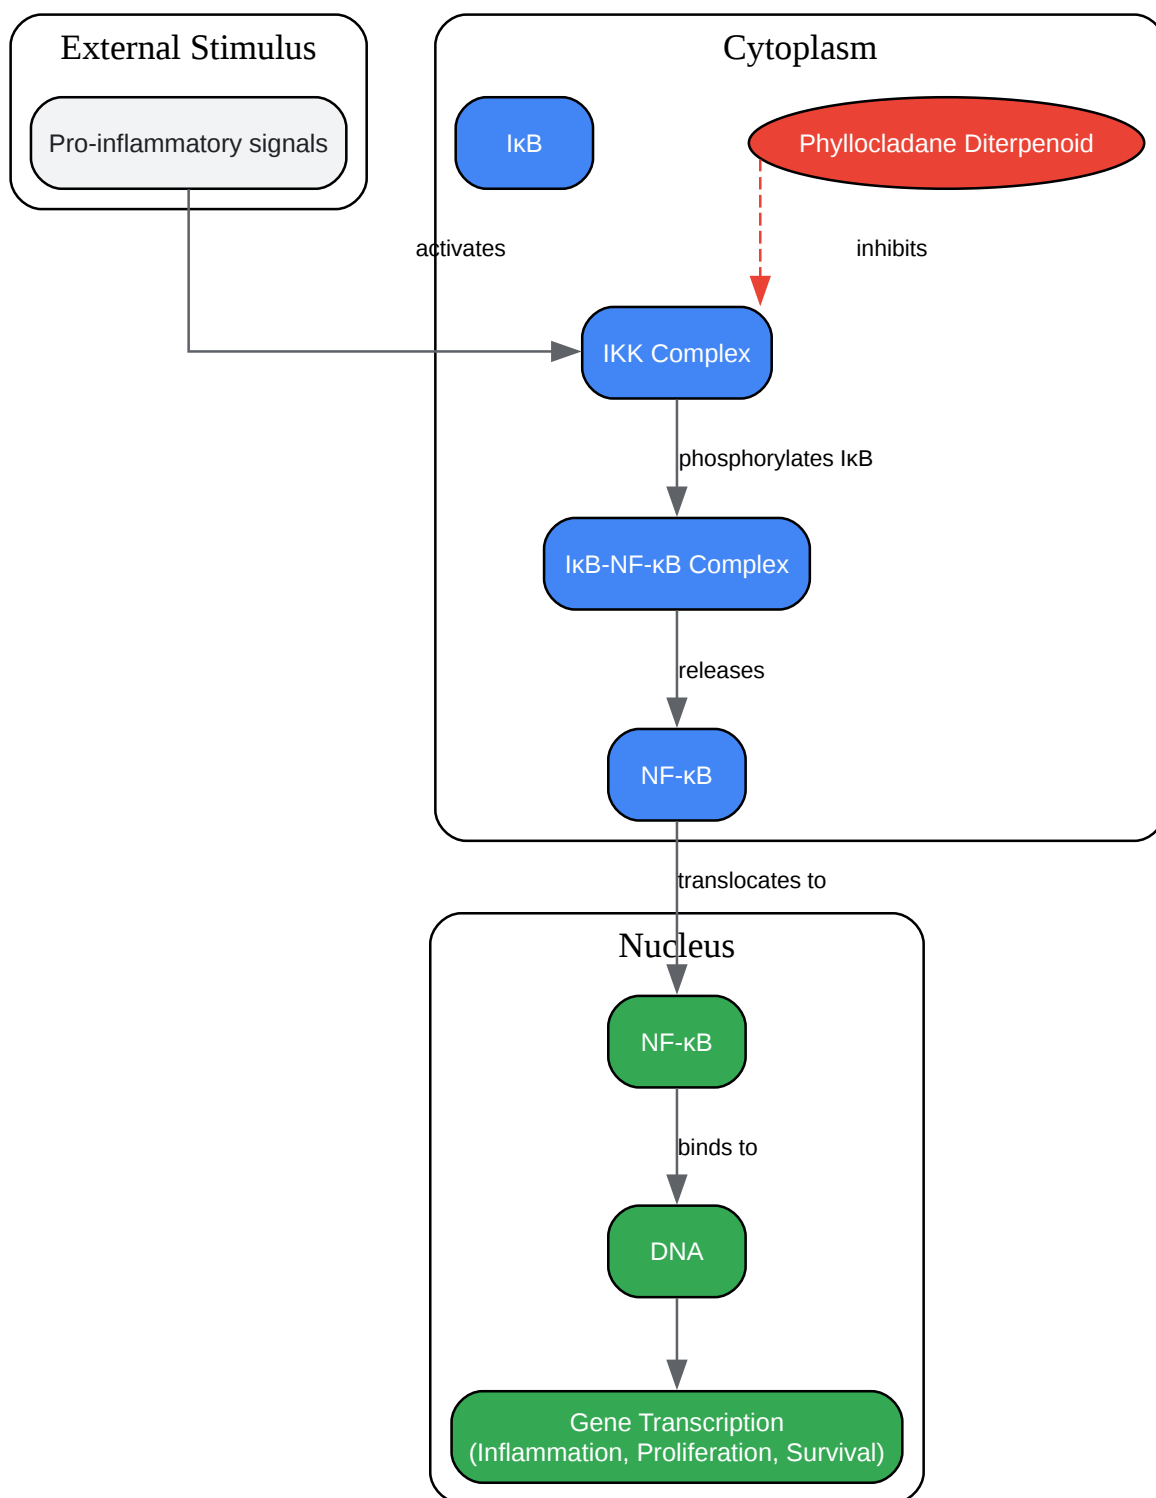 External Stimulus
Pro-inflammatory signals
Cytoplasm
IκB
Phyllocladane Diterpenoid
activates
inhibits
IKK Complex
phosphorylates IκB
IκB-NF-κB Complex
releases
NF-κB
translocates to
Nucleus
NF-κB
binds to
DNA
Gene Transcription
(Inflammation, Proliferation, Survival)